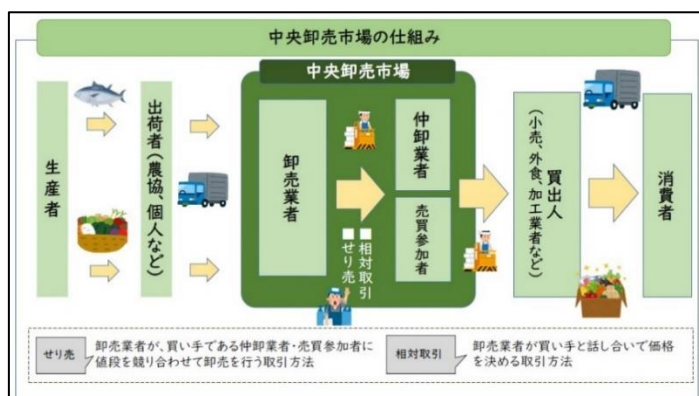 中央卸売市場の仕組み
中央卸売市場
生産者
出荷者(農協、個人など)
卸売業者
■相対取引
■せり売
仲卸業者
売買参加者
買出人
(小売、外食、加工業者など)
消費者
せり売
卸売業者が、買い手である仲卸業者・売買参加者に
値段を競り合わせて卸売を行う取引方法
相対取引
卸売業者が買い手と話し合いで価格
を決める取引方法